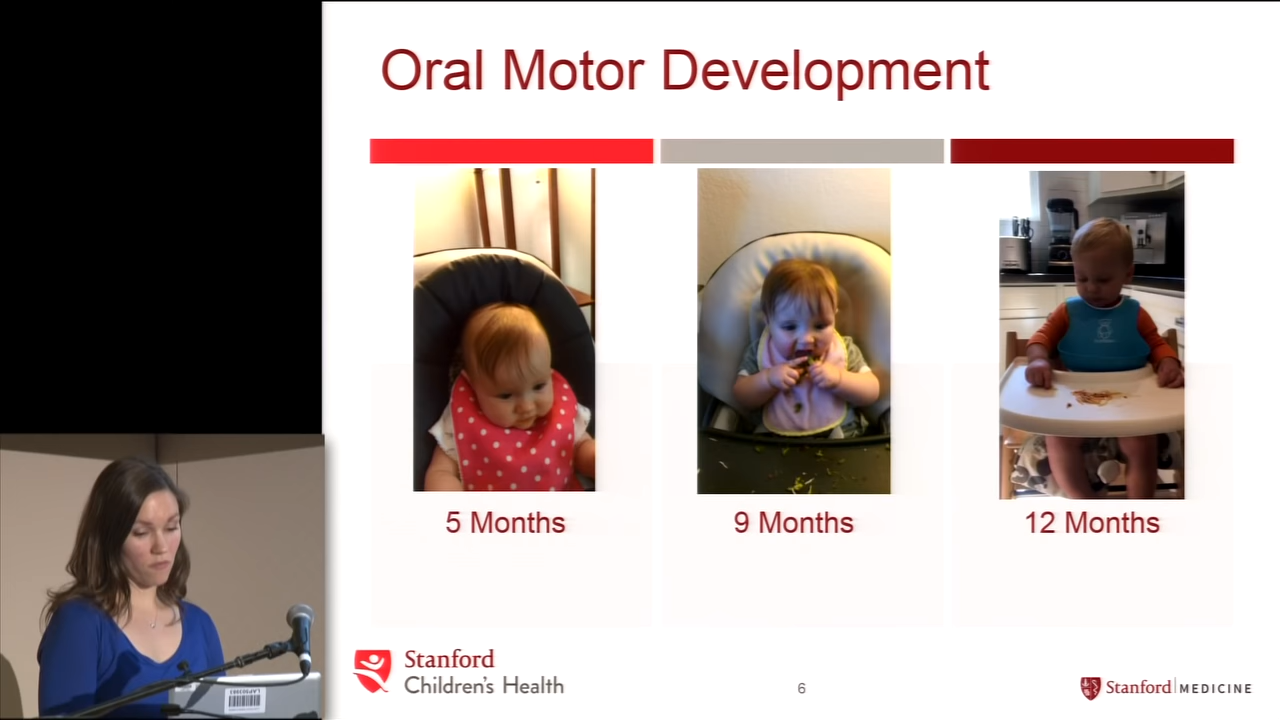 Oral Motor Development
5 Months
9 Months
12 Months
Stanford
Children's Health
6
Stanford MEDICINE